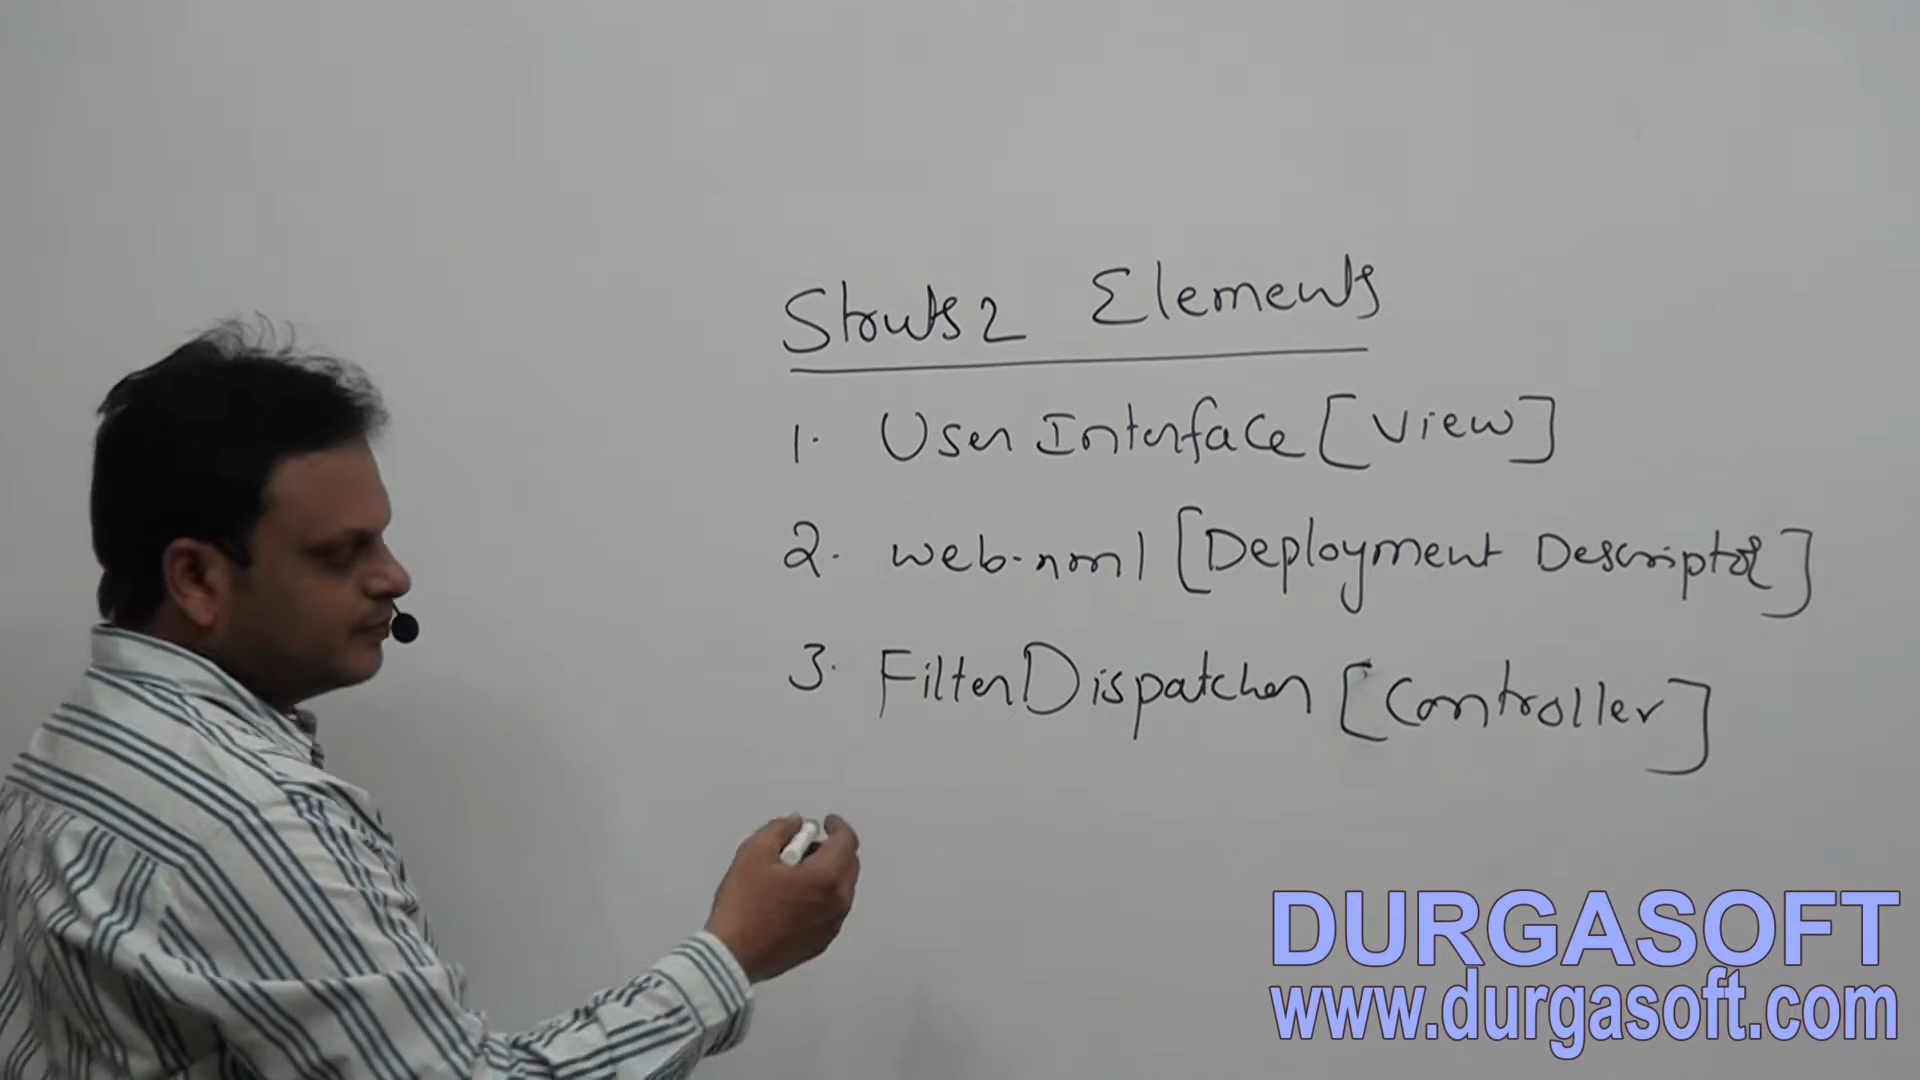 Struts2 Elements
1. User Interface [View]
2. web.xml [Deployment Descriptor]
3. FilterDispatcher [Controller]
DURGASOFT
www.durgasoft.com